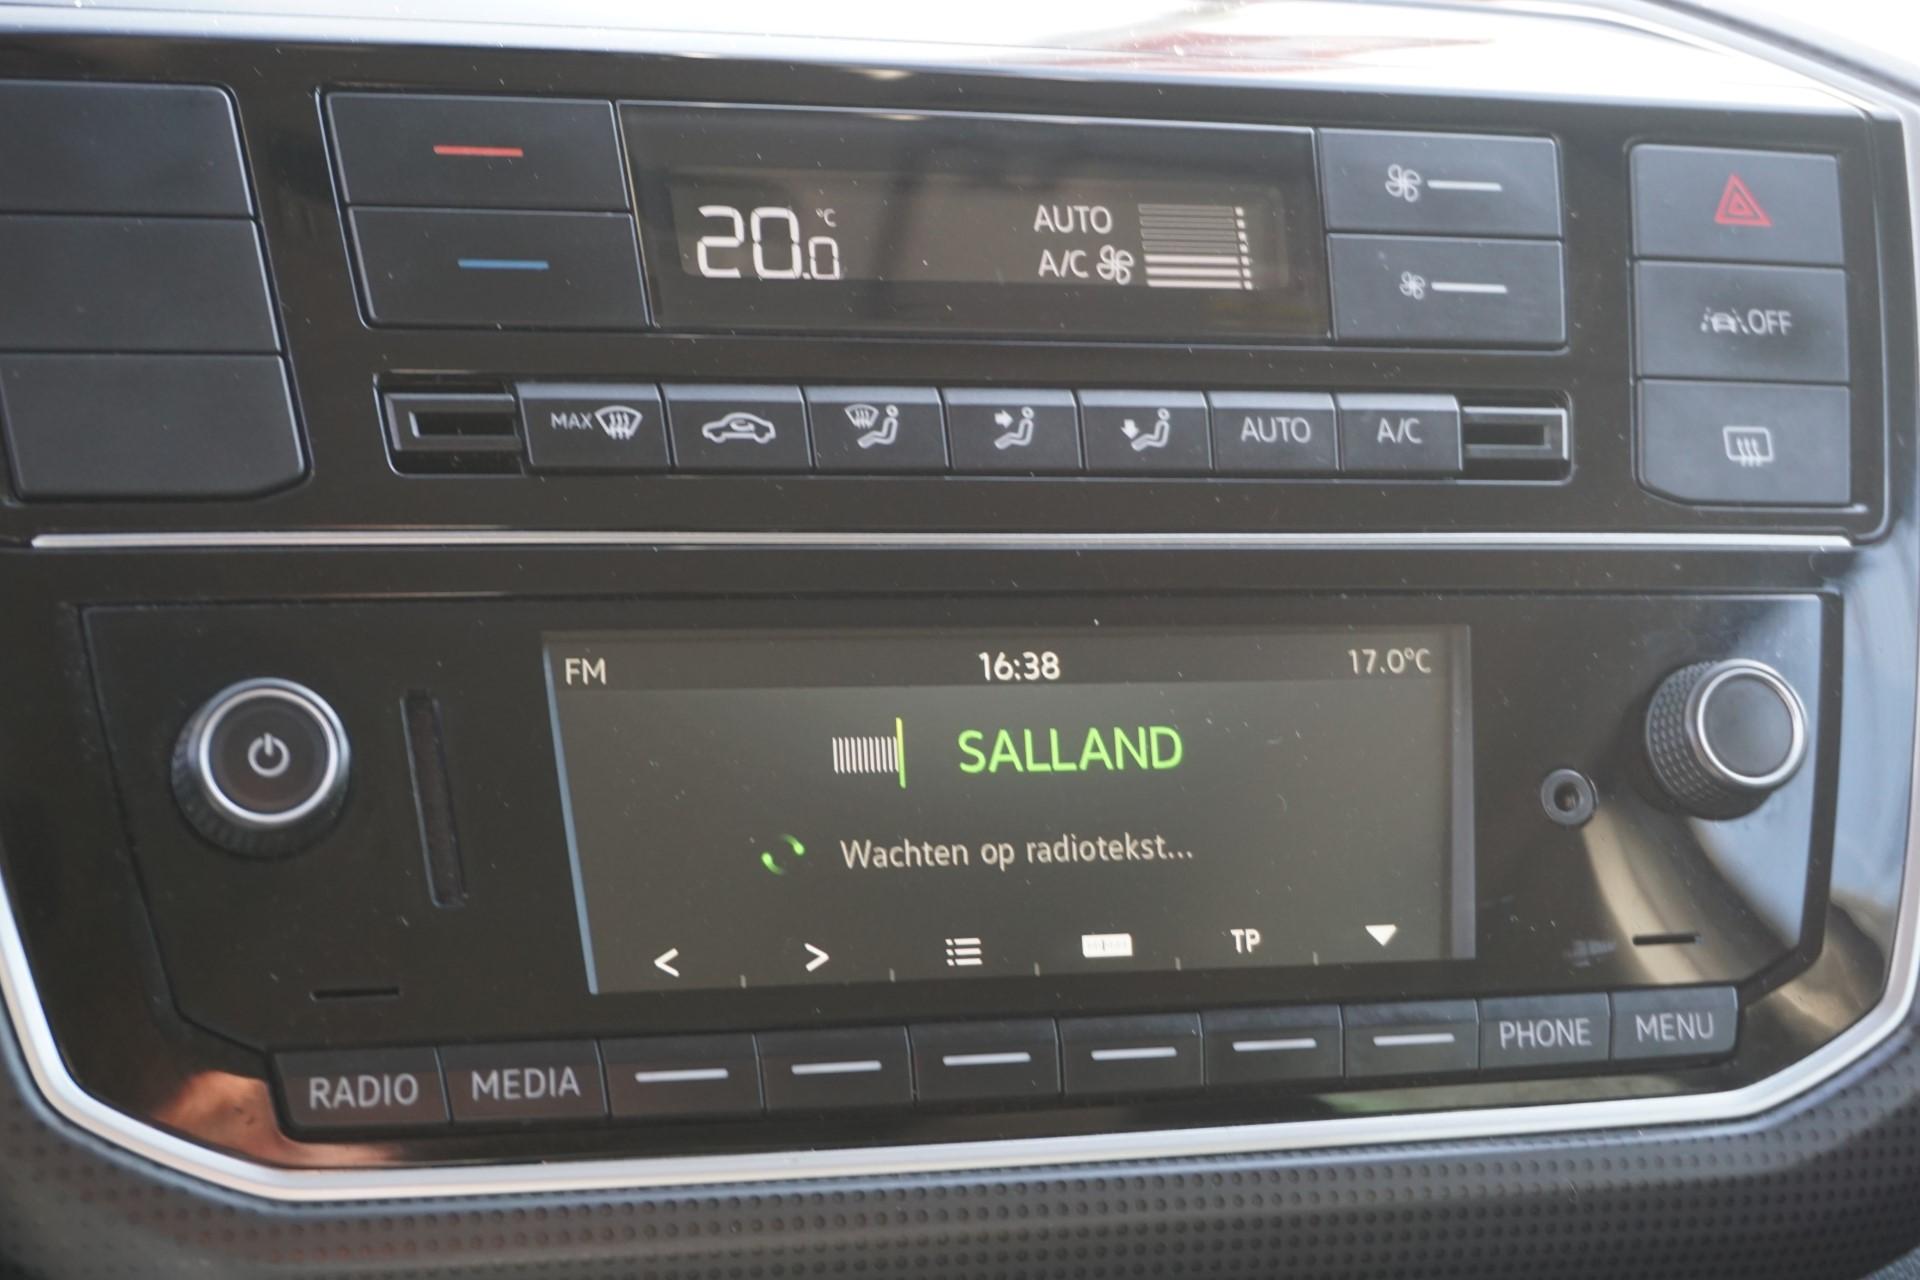 20.0 °C
AUTO
A/C
OFF
MAX
AUTO
A/C
FM
16:38
17.0°C
SALLAND
Wachten op radiotekst...
<
>
TP
RADIO
MEDIA
PHONE
MENU